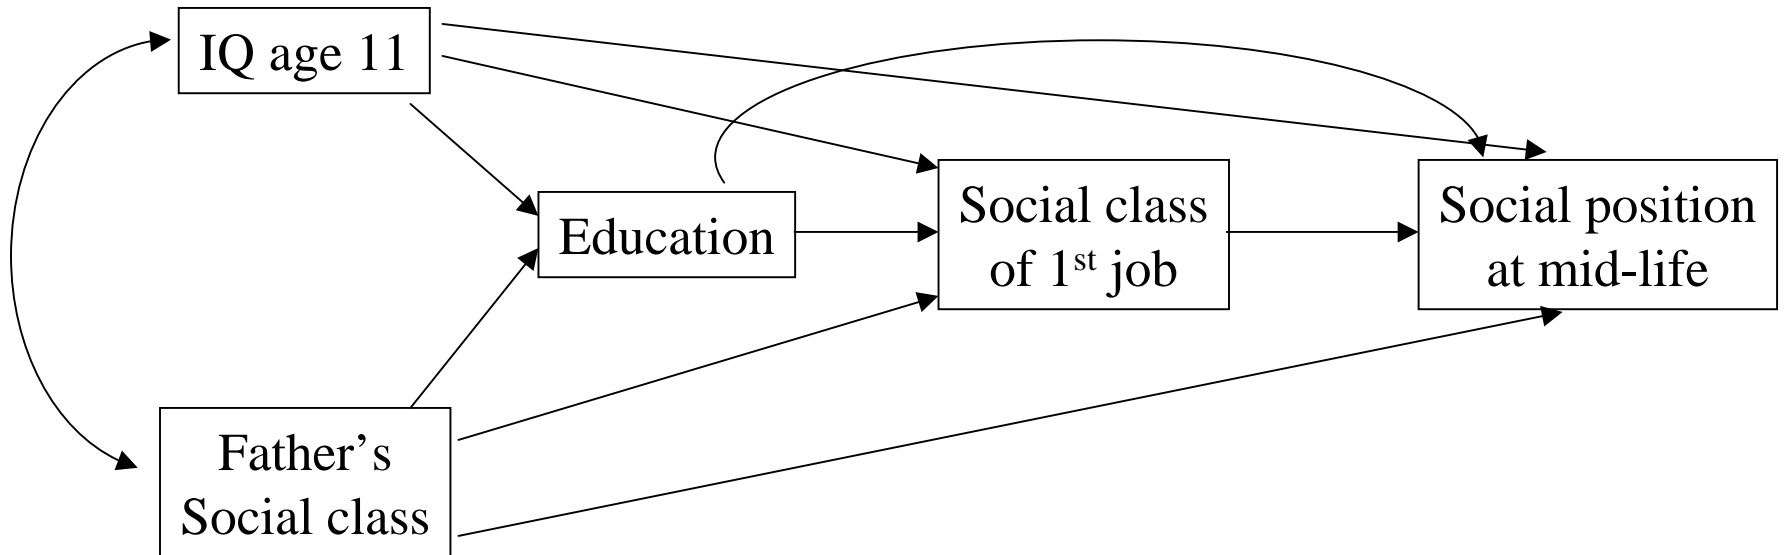 IQ age 11
Education
Social class
of 1st job
Social position
at mid-life
Father’s
Social class